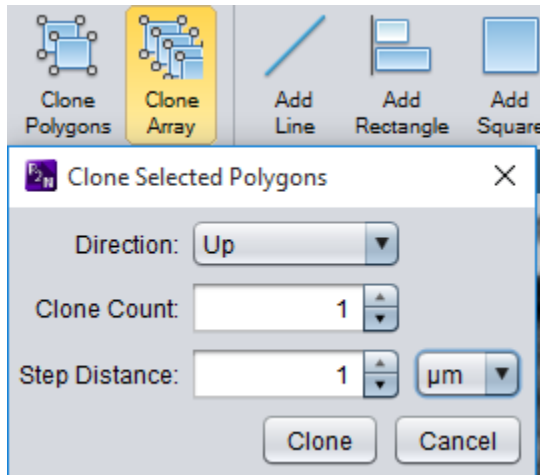 Clone Polygons
Clone Array
Add Line
Add Rectangle
Add Square
P2N Clone Selected Polygons
Direction: Up
Clone Count: 1
Step Distance: 1 µm
Clone Cancel